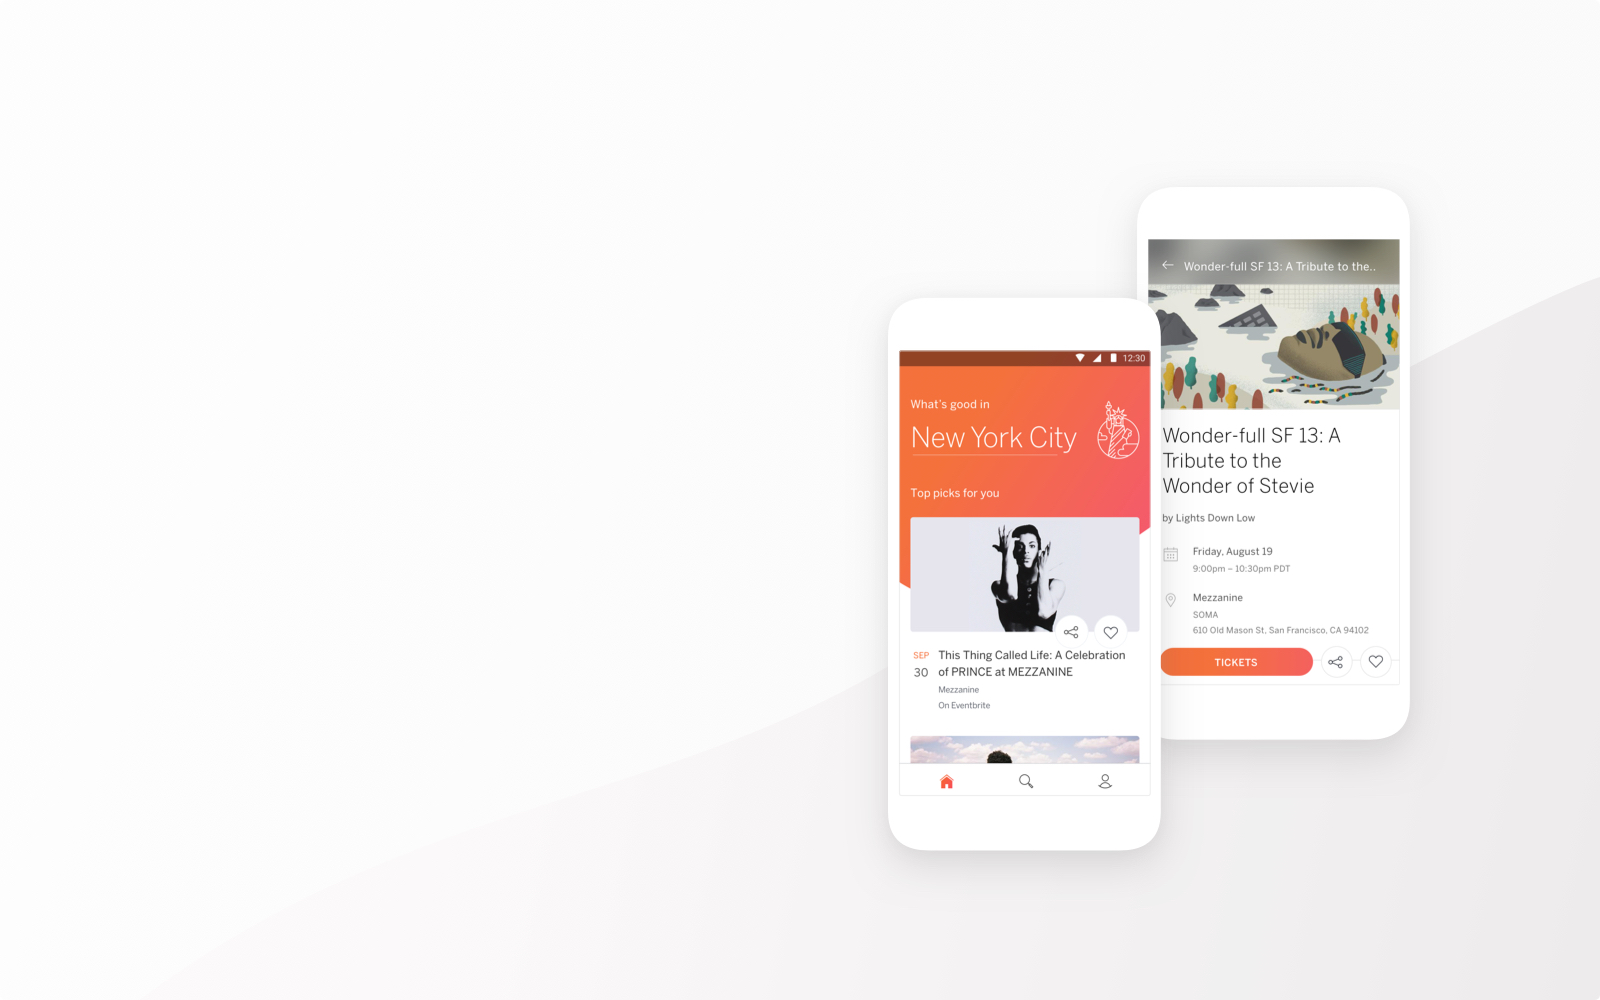 12:30
What's good in
New York City
Top picks for you
SEP
30
This Thing Called Life: A Celebration
of PRINCE at MEZZANINE
Mezzanine
On Eventbrite
Wonder-full SF 13: A Tribute to the..
Wonder-full SF 13: A
Tribute to the
Wonder of Stevie
by Lights Down Low
Friday, August 19
9:00pm – 10:30pm PDT
Mezzanine
SOMA
610 Old Mason St, San Francisco, CA 94102
TICKETS